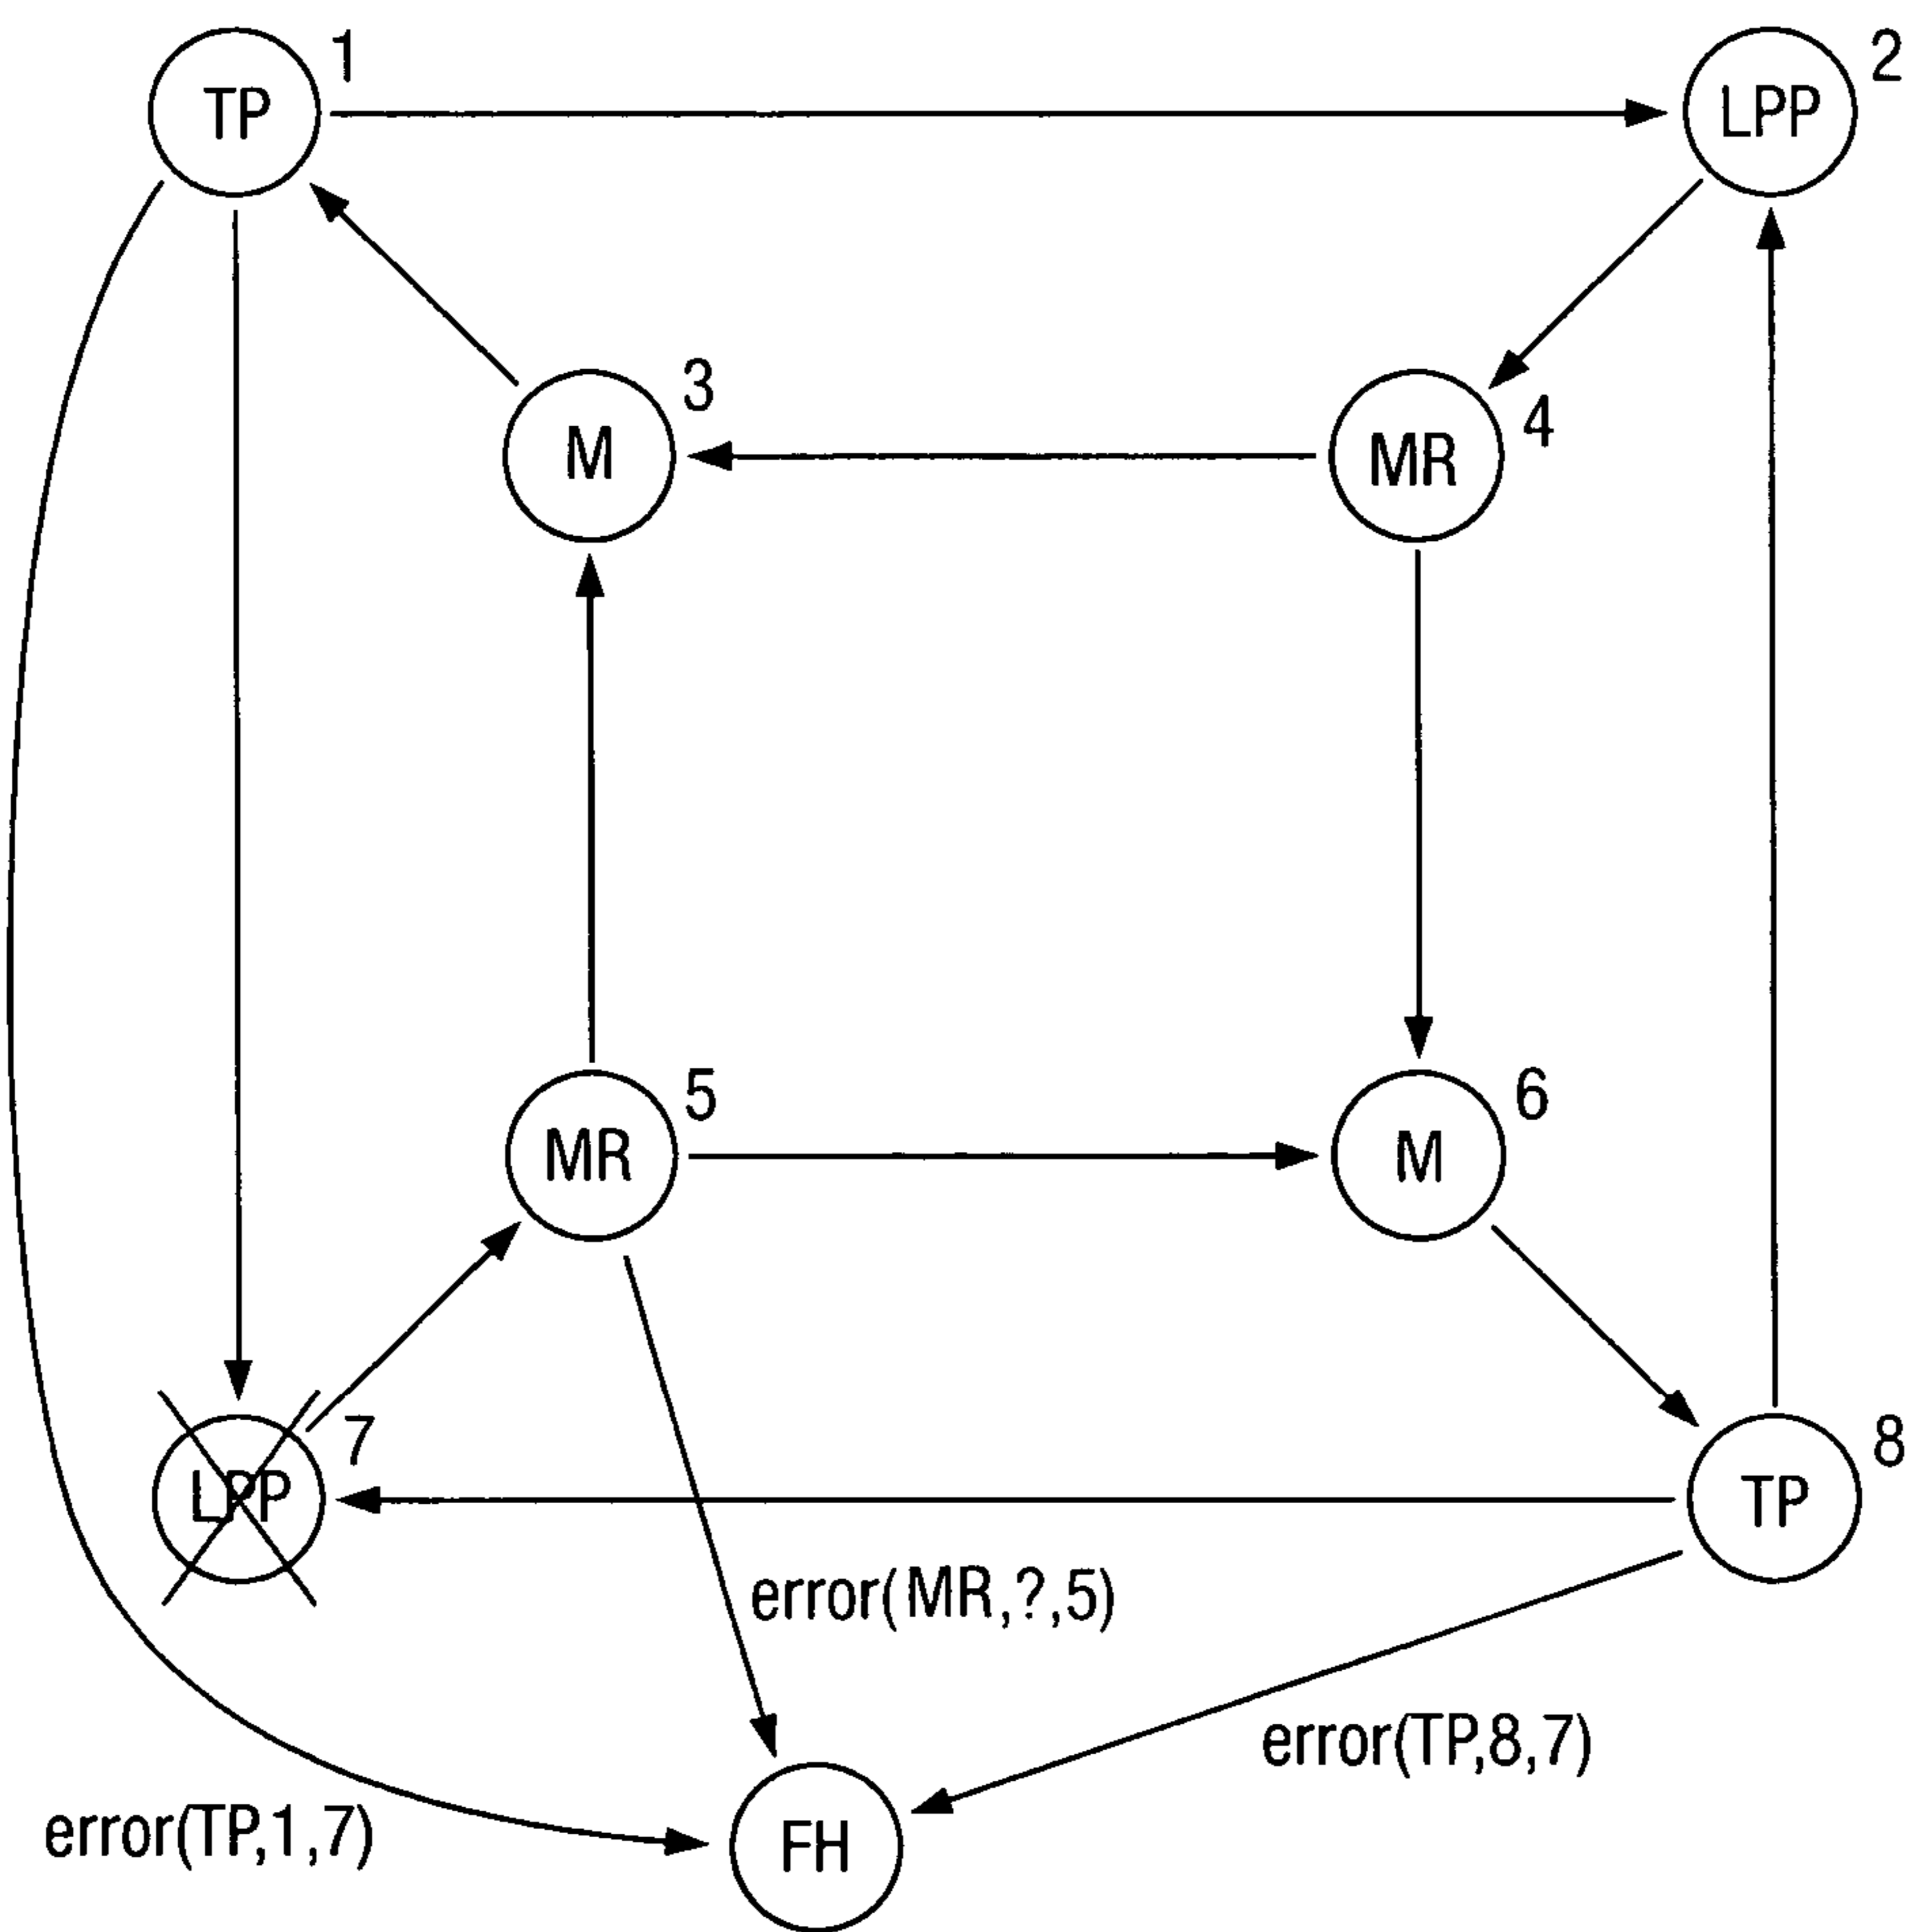 TP
1
LPP
2
M
3
MR
4
MR
5
M
6
LPP
7
TP
8
error(MR,?,5)
error(TP,8,7)
error(TP,1,7)
FH